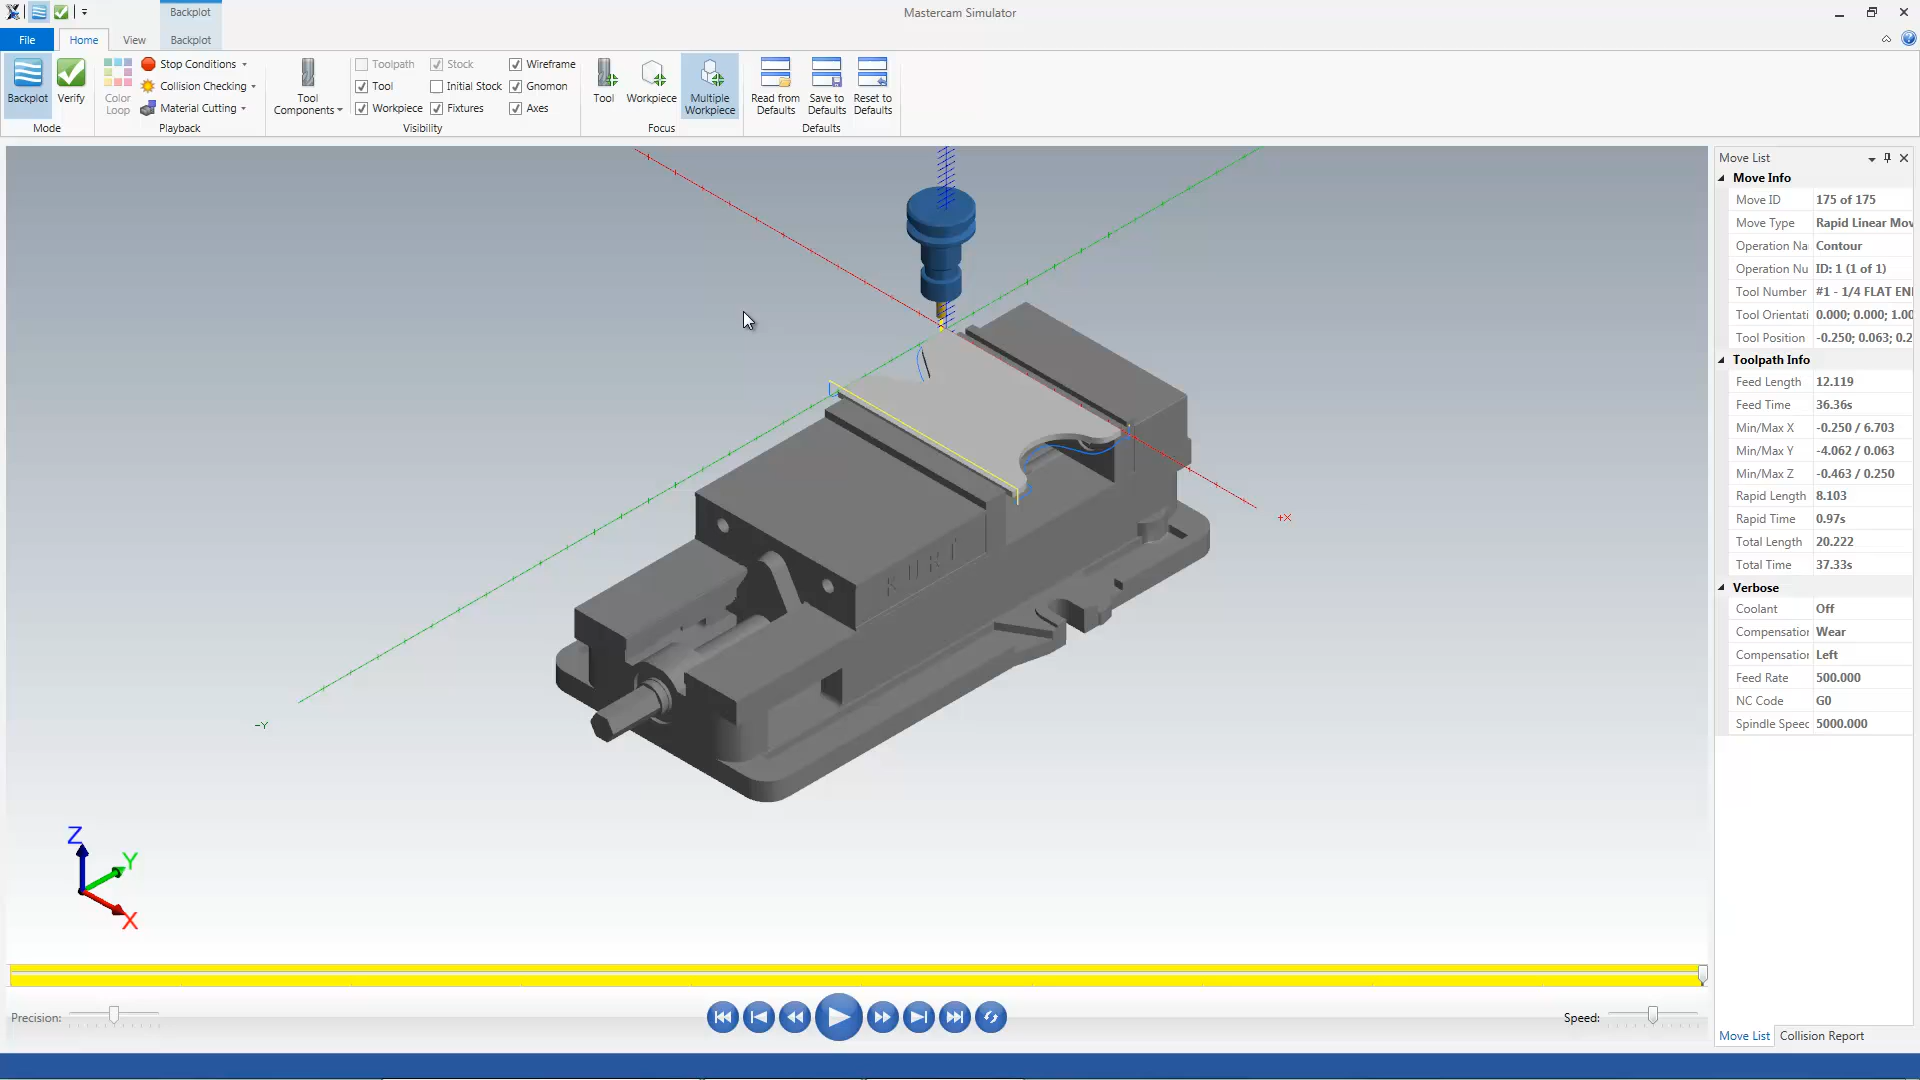 Backplot
Mastercam Simulator
File
Home
View
Backplot
Backplot
Verify
Mode
Color Loop
Stop Conditions
Collision Checking
Material Cutting
Playback
Tool Components
Toolpath
Stock
Wireframe
Tool
Initial Stock
Gnomon
Workpiece
Fixtures
Axes
Visibility
Tool
Workpiece
Multiple Workpiece
Focus
Read from Defaults
Save to Defaults
Reset to Defaults
Defaults
+X
-Y
KURT
Z
Y
X
Precision:
Speed:
Move List
Move Info
Move ID 175 of 175
Move Type Rapid Linear Mov
Operation Na Contour
Operation Nu ID: 1 (1 of 1)
Tool Number #1 - 1/4 FLAT EN
Tool Orientati 0.000; 0.000; 1.00
Tool Position -0.250; 0.063; 0.2
Toolpath Info
Feed Length 12.119
Feed Time 36.36s
Min/Max X -0.250 / 6.703
Min/Max Y -4.062 / 0.063
Min/Max Z -0.463 / 0.250
Rapid Length 8.103
Rapid Time 0.97s
Total Length 20.222
Total Time 37.33s
Verbose
Coolant Off
Compensation Wear
Compensation Left
Feed Rate 500.000
NC Code G0
Spindle Speed 5000.000
Move List
Collision Report